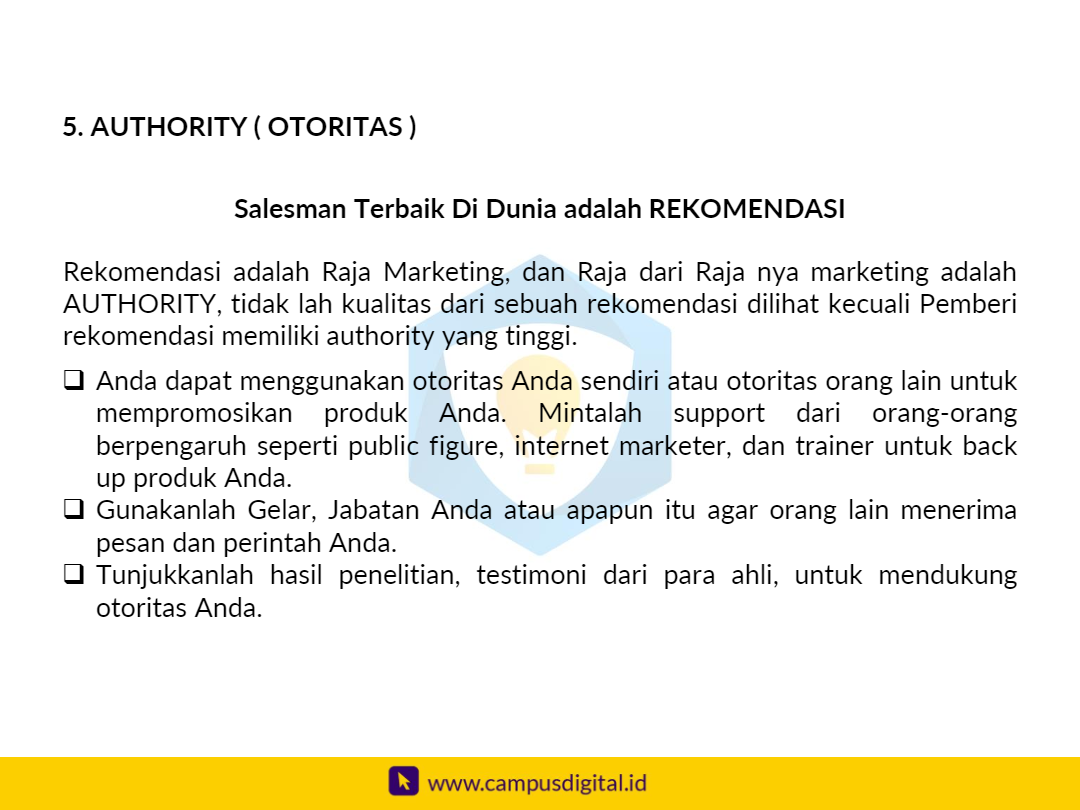 5. AUTHORITY ( OTORITAS )
Salesman Terbaik Di Dunia adalah REKOMENDASI
Rekomendasi adalah Raja Marketing, dan Raja dari Raja nya marketing adalah
AUTHORITY, tidak lah kualitas dari sebuah rekomendasi dilihat kecuali Pemberi
rekomendasi memiliki authority yang tinggi.
❑ Anda dapat menggunakan otoritas Anda sendiri atau otoritas orang lain untuk
mempromosikan produk Anda. Mintalah support dari orang-orang
berpengaruh seperti public figure, internet marketer, dan trainer untuk back
up produk Anda.
❑ Gunakanlah Gelar, Jabatan Anda atau apapun itu agar orang lain menerima
pesan dan perintah Anda.
❑ Tunjukkanlah hasil penelitian, testimoni dari para ahli, untuk mendukung
otoritas Anda.
www.campusdigital.id